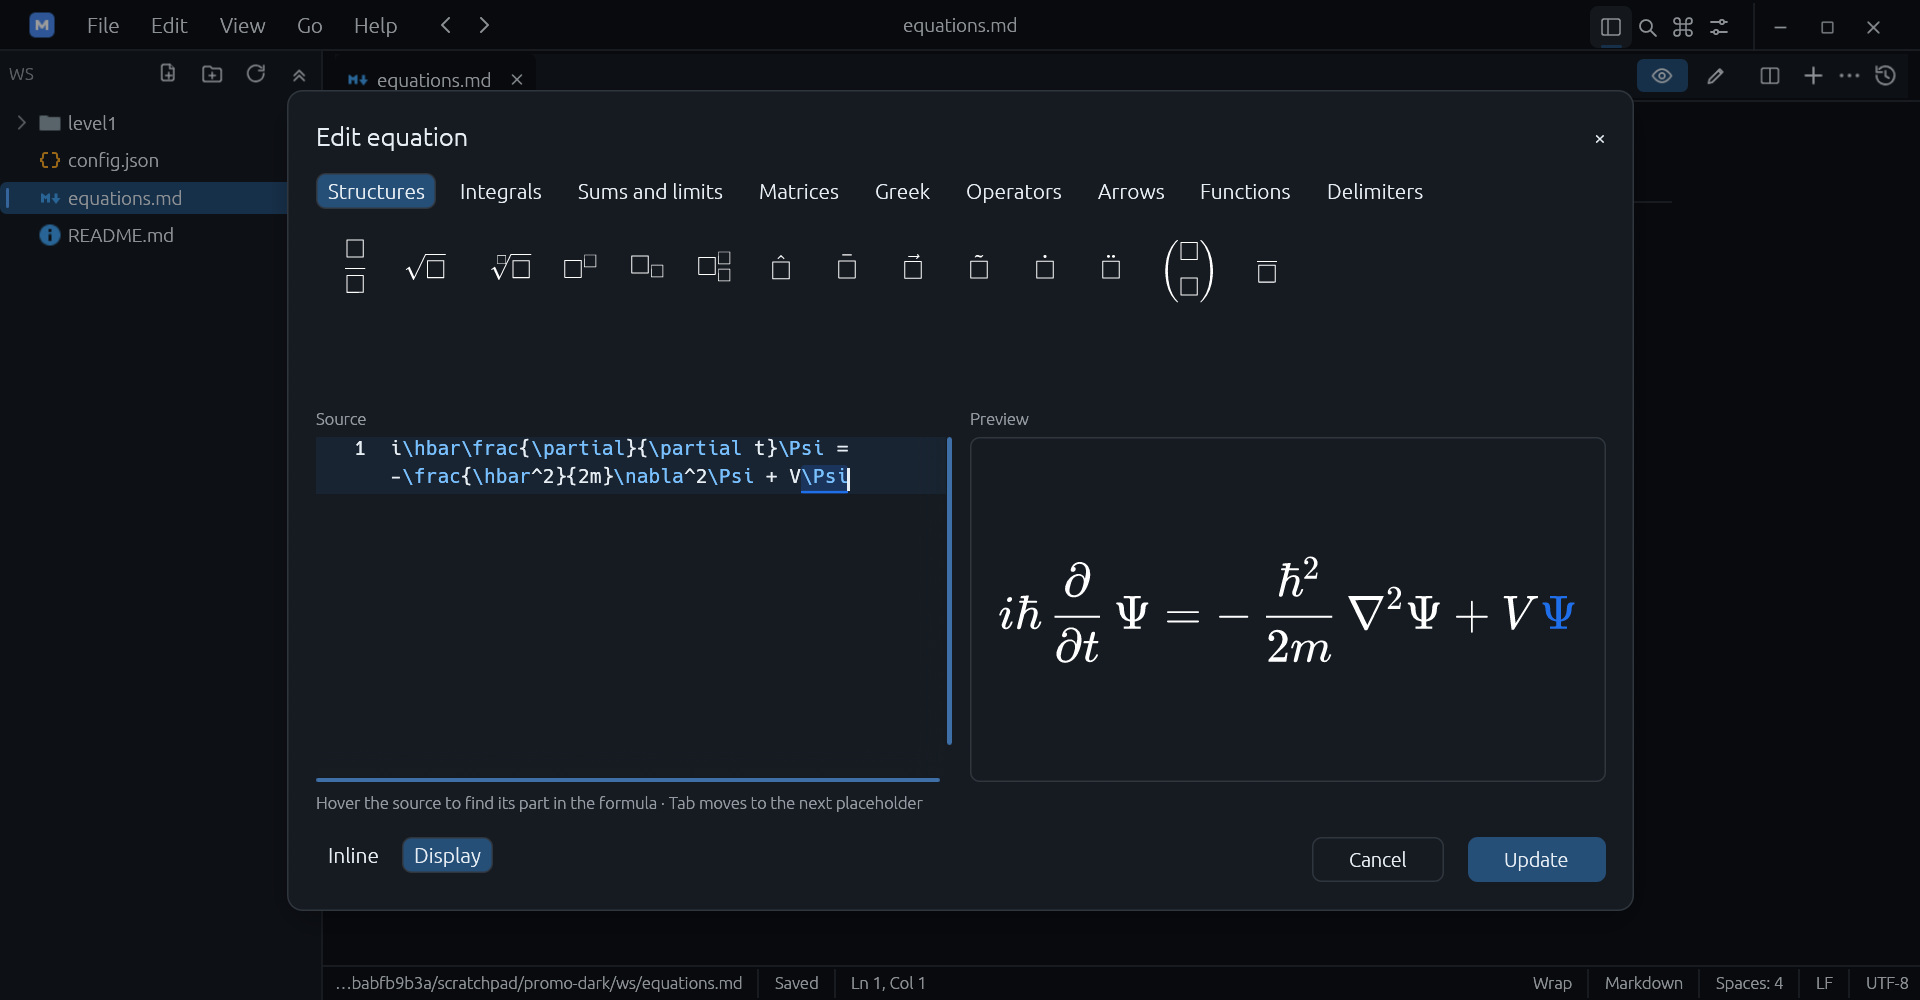 M File Edit View Go Help equations.md
WS
equations.md
level1
config.json
equations.md
README.md
Edit equation
Structures Integrals Sums and limits Matrices Greek Operators Arrows Functions Delimiters
Source
1 i\hbar\frac{\partial}{\partial t}\Psi =
-\frac{\hbar^2}{2m}\nabla^2\Psi + V\Psi
Preview
iħ ∂/∂t Ψ = − ħ²/2m ∇²Ψ + VΨ
Hover the source to find its part in the formula · Tab moves to the next placeholder
Inline Display
Cancel Update
…babfb9b3a/scratchpad/promo-dark/ws/equations.md Saved Ln 1, Col 1 Wrap Markdown Spaces: 4 LF UTF-8